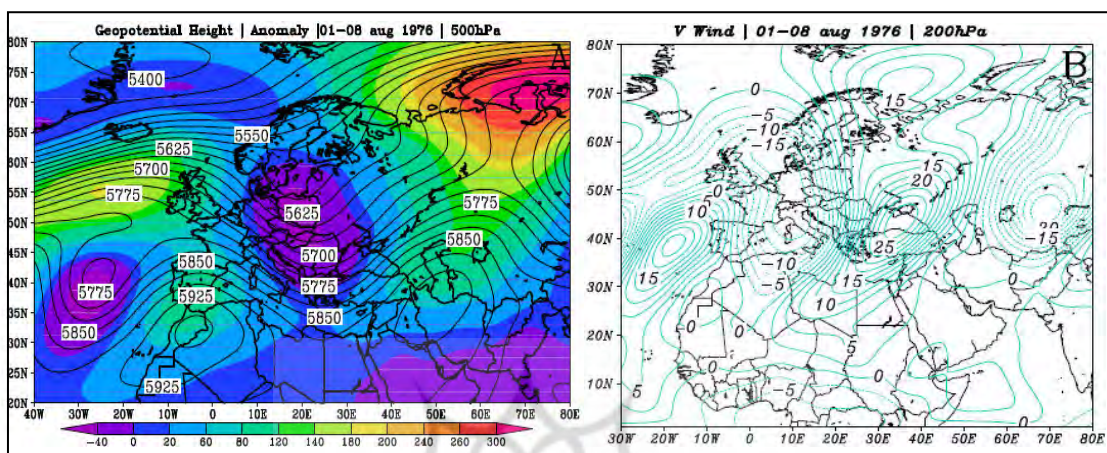 Geopotential Height | Anomaly |01-08 aug 1976 | 500hPa
A
80N
75N
70N
65N
60N
55N
50N
45N
40N
35N
30N
25N
20N
40W 30W 20W 10W 0 10E 20E 30E 40E 50E 60E 70E 80E
5400
5550
5625
5700
5775
5775
5625
5850
5850
5700
5775
5925
5775
5850
5850
5925
-40 0 20 60 80 120 140 180 200 240 260 300
V Wind | 01-08 aug 1976 | 200hPa
B
80N
70N
60N
50N
40N
30N
20N
10N
30W 20W 10W 0 10E 20E 30E 40E 50E 60E 70E 80E
15
0
-5
-10
-15
15
20
0
10
25
-15
15
-10
-5
15
10
0
0
0
5
0
0
-5
0
5